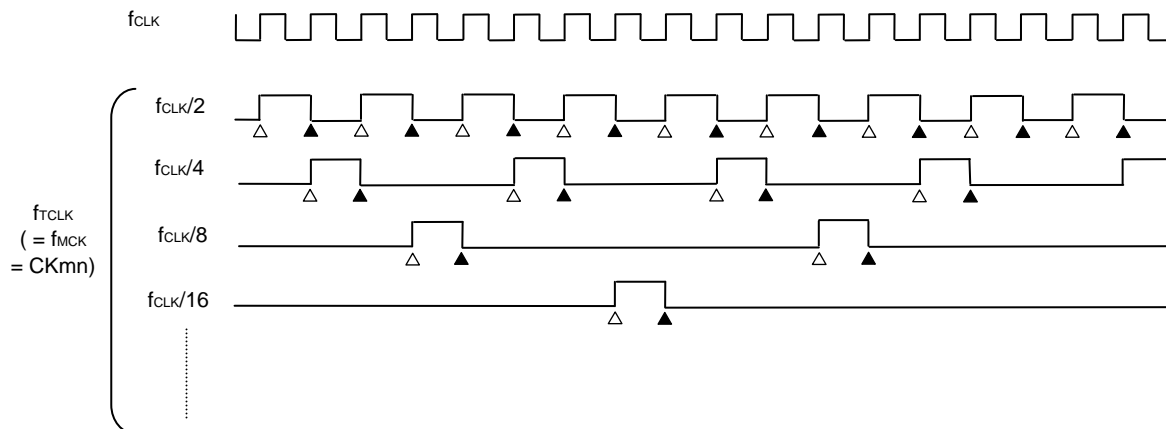 fCLK
fCLK/2
fCLK/4
fTCLK
( = fMCK
= CKmn)
fCLK/8
fCLK/16